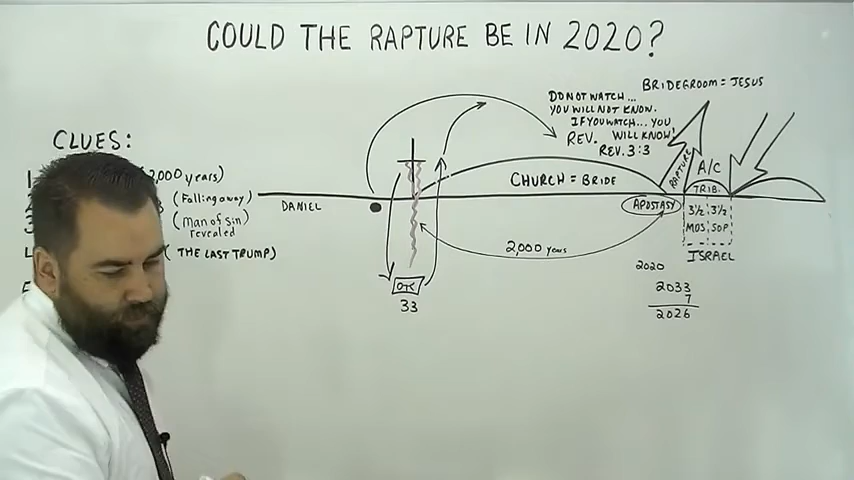 COULD THE RAPTURE BE IN 2020?
BRIDEGROOM = JESUS
DO NOT WATCH...
YOU WILL NOT KNOW.
IF YOU WATCH... YOU
REV. WILL KNOW!
REV. 3:3
CLUES:
2,000 years)
(Falling away)
(Man of Sin
revealed
(THE LAST TRUMP)
DANIEL
CHURCH = BRIDE
RAPTURE
A/C
TRIB.
APOSTASY
3½ 3½
MOS SOP
ISRAEL
2,000 years
33
2020
2033
7
2026